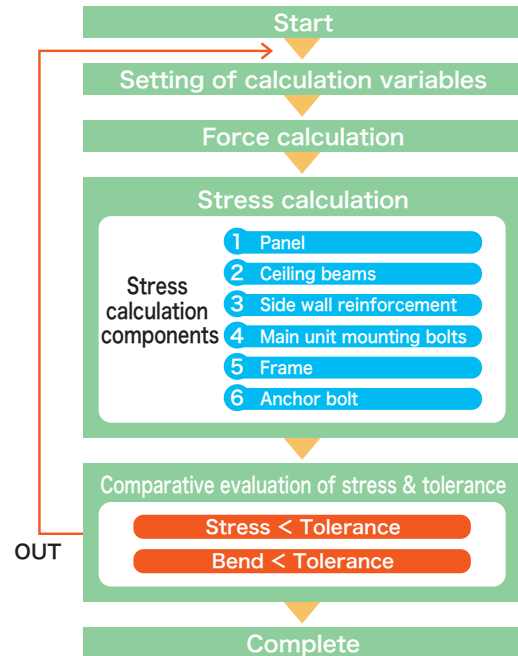 Start
Setting of calculation variables
Force calculation
Stress calculation
Stress
calculation
components
1 Panel
2 Ceiling beams
3 Side wall reinforcement
4 Main unit mounting bolts
5 Frame
6 Anchor bolt
Comparative evaluation of stress & tolerance
Stress < Tolerance
Bend < Tolerance
OUT
Complete